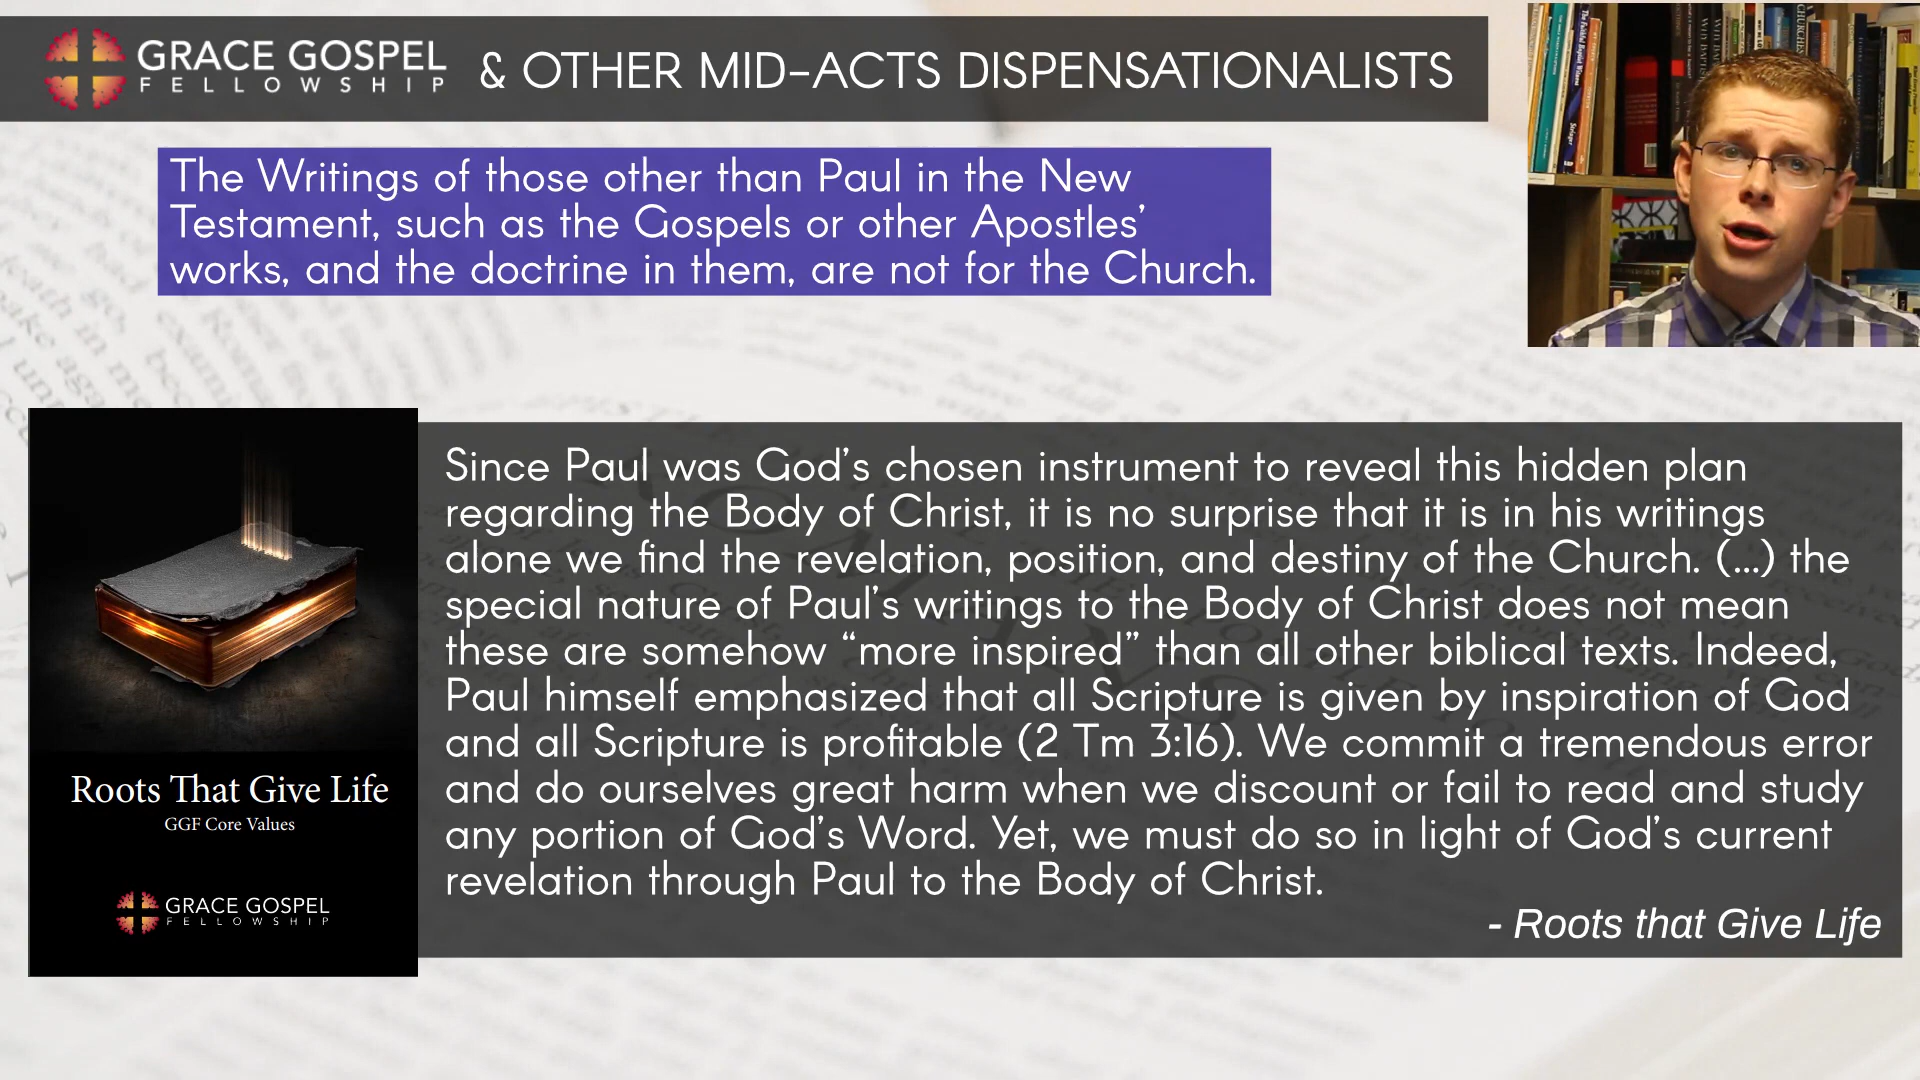 GRACE GOSPEL
FELLOWSHIP
& OTHER MID-ACTS DISPENSATIONALISTS
The Writings of those other than Paul in the New
Testament, such as the Gospels or other Apostles’
works, and the doctrine in them, are not for the Church.
Since Paul was God’s chosen instrument to reveal this hidden plan
regarding the Body of Christ, it is no surprise that it is in his writings
alone we find the revelation, position, and destiny of the Church. (...) the
special nature of Paul’s writings to the Body of Christ does not mean
these are somehow “more inspired” than all other biblical texts. Indeed,
Paul himself emphasized that all Scripture is given by inspiration of God
and all Scripture is profitable (2 Tm 3:16). We commit a tremendous error
and do ourselves great harm when we discount or fail to read and study
any portion of God’s Word. Yet, we must do so in light of God’s current
revelation through Paul to the Body of Christ.
- Roots that Give Life
Roots That Give Life
GGF Core Values
GRACE GOSPEL
FELLOWSHIP